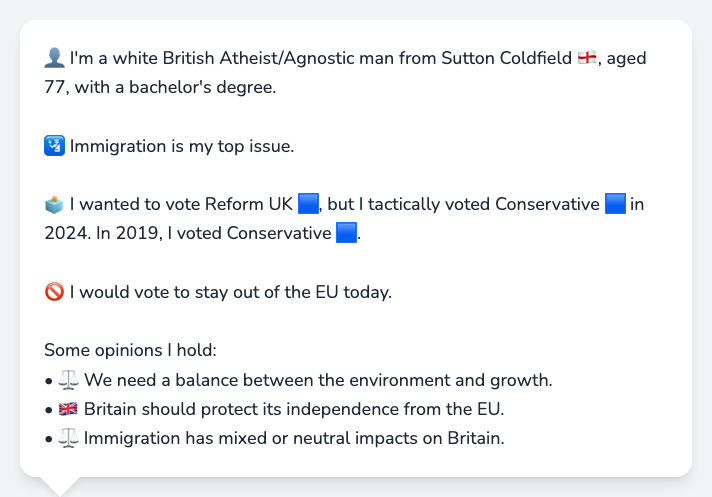 👤 I'm a white British Atheist/Agnostic man from Sutton Coldfield 🏴󠁧󠁢󠁥󠁮󠁧󠁿, aged
77, with a bachelor's degree.
🛂 Immigration is my top issue.
🗳️ I wanted to vote Reform UK 🟦, but I tactically voted Conservative 🟦 in
2024. In 2019, I voted Conservative 🟦.
🚫 I would vote to stay out of the EU today.
Some opinions I hold:
• ⚖️ We need a balance between the environment and growth.
• 🇬🇧 Britain should protect its independence from the EU.
• ⚖️ Immigration has mixed or neutral impacts on Britain.